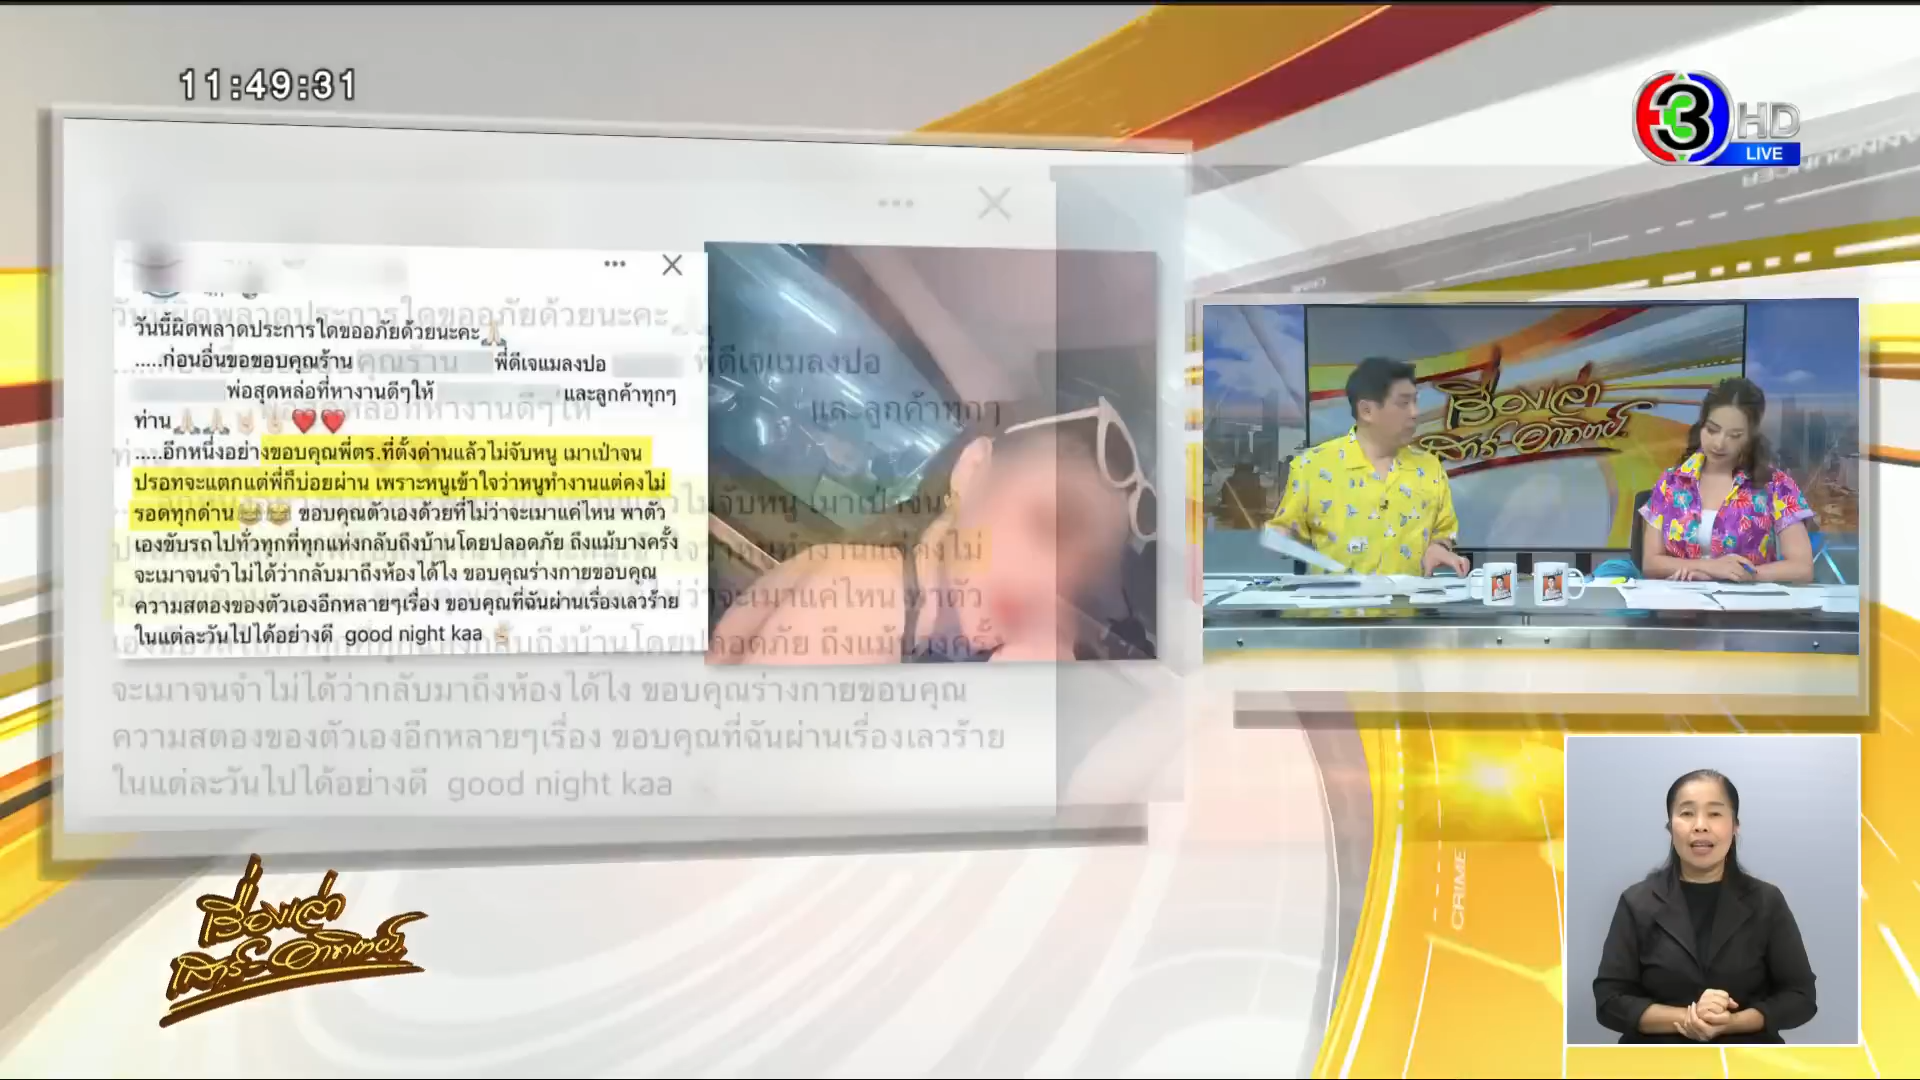 11:49:31
3 HD
LIVE
ANNOUNCER
CRIME
วันนี้ผิดพลาดประการใดขออภัยด้วยนะคะ🙏
.....ก่อนอื่นขอขอบคุณร้าน พี่ดีเจแมลงปอ
พ่อสุดหล่อที่หางานดีๆให้ และลูกค้าทุกๆ
ท่าน🙏🙏🤘🤘❤️❤️
.....อีกหนึ่งอย่างขอบคุณพี่ตร.ที่ตั้งด่านแล้วไม่จับหนู เมาเป่าจน
ปรอทจะแตกแต่พี่ก็บ่อยผ่าน เพราะหนูเข้าใจว่าหนูทำงานแต่คงไม่
รอดทุกด่าน😂😂 ขอบคุณตัวเองด้วยที่ไม่ว่าจะเมาแค่ไหน พาตัว
เองขับรถไปทั่วทุกที่ทุกแห่งกลับถึงบ้านโดยปลอดภัย ถึงแม้บางครั้ง
จะเมาจนจำไม่ได้ว่ากลับมาถึงห้องได้ไง ขอบคุณร่างกายขอบคุณ
ความสตองของตัวเองอีกหลายๆเรื่อง ขอบคุณที่ฉันผ่านเรื่องเลวร้าย
ในแต่ละวันไปได้อย่างดี good night kaa
พี่ดีเจแมลงปอ
และลูกค้าทุกๆ
จะเมาจนจำไม่ได้ว่ากลับมาถึงห้องได้ไง ขอบคุณร่างกายขอบคุณ
ความสตองของตัวเองอีกหลายๆเรื่อง ขอบคุณที่ฉันผ่านเรื่องเลวร้าย
ในแต่ละวันไปได้อย่างดี good night kaa
เรื่องเล่า
เสาร์-อาทิตย์
เรื่องเล่า
เสาร์-อาทิตย์
CRIME